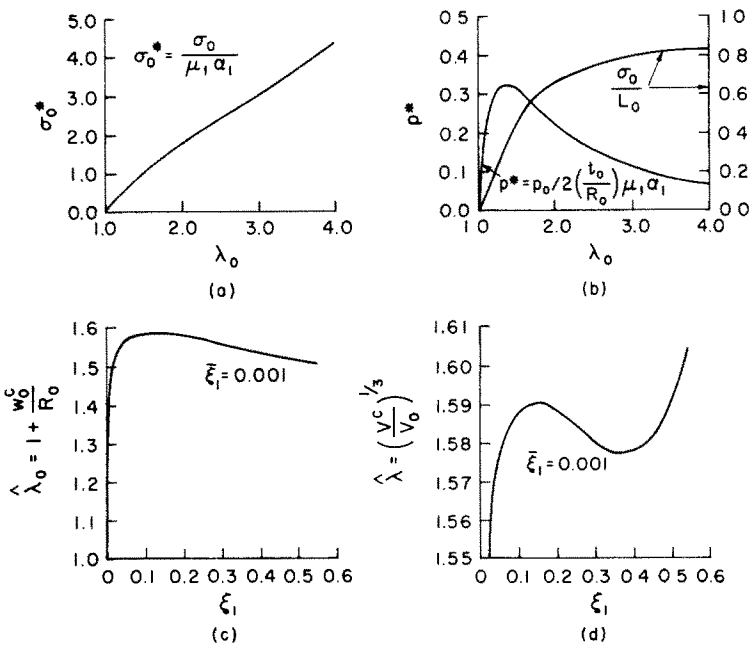 5.0
4.0
3.0
2.0
1.0
0.0
σ₀*
σ₀* = σ₀ / μ₁ α₁
1.0 2.0 3.0 4.0
λ₀
(a)
0.5
0.4
0.3
0.2
0.1
0.0
p*
1.0
0.8
0.6
0.4
0.2
0.0
σ₀ / L₀
p* = p₀/2 (t₀/R₀) μ₁ α₁
1.0 2.0 3.0 4.0
λ₀
(b)
1.6
1.5
1.4
1.3
1.2
1.1
1.0
λ̂₀ = 1 + w₀ᶜ/R₀
ξ̄₁=0.001
0 0.1 0.2 0.3 0.4 0.5 0.6
ξ₁
(c)
1.61
1.60
1.59
1.58
1.57
1.56
1.55
λ̂ = (Vᶜ/V₀)^1/3
ξ̄₁=0.001
0 0.1 0.2 0.3 0.4 0 5 0.6
ξ₁
(d)